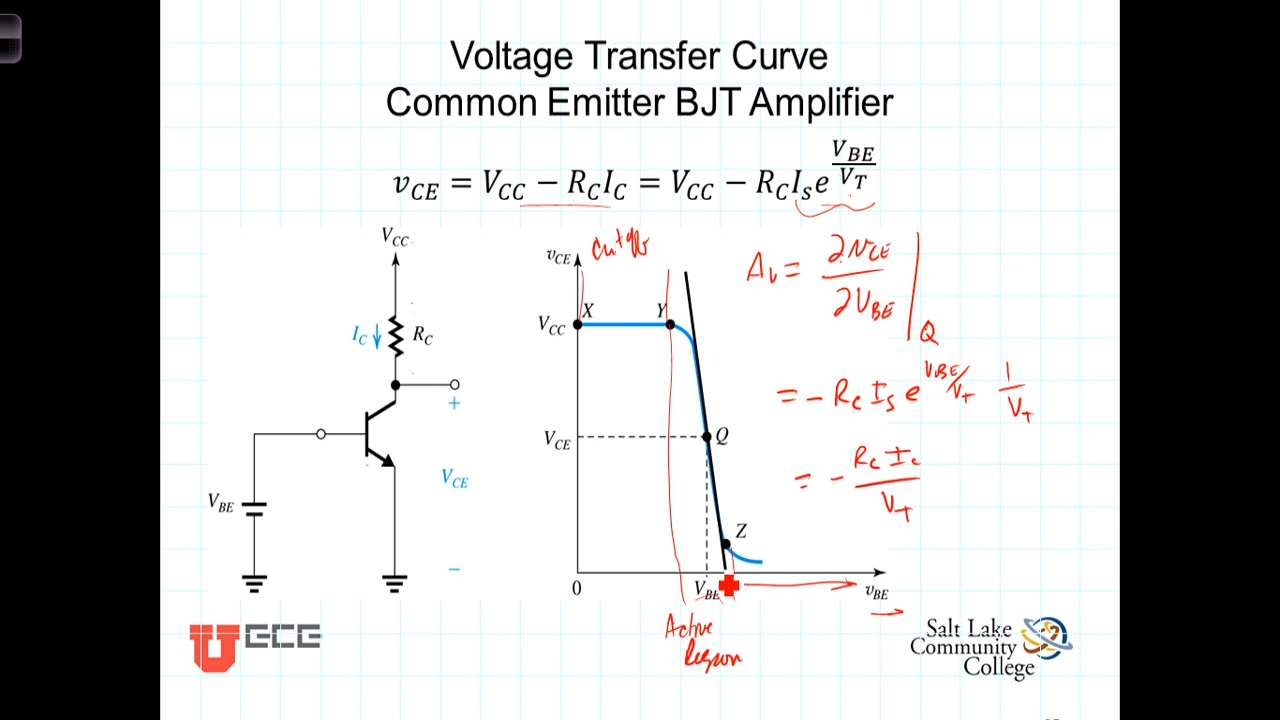 Voltage Transfer Curve
Common Emitter BJT Amplifier
v_CE = V_CC − R_C I_C = V_CC − R_C I_s e^(V_BE/V_T)
V_CC
I_C
R_C
+
V_CE
−
V_BE
v_CE
Cutoff
X
Y
V_CC
V_CE
Q
Z
0
V_BE
v_BE
Active
Region
A_v = ∂v_CE / ∂V_BE |_Q
= − R_C I_s e^(V_BE/V_T) 1/V_T
= − R_C I_C / V_T
U ECE
Salt Lake
Community
College